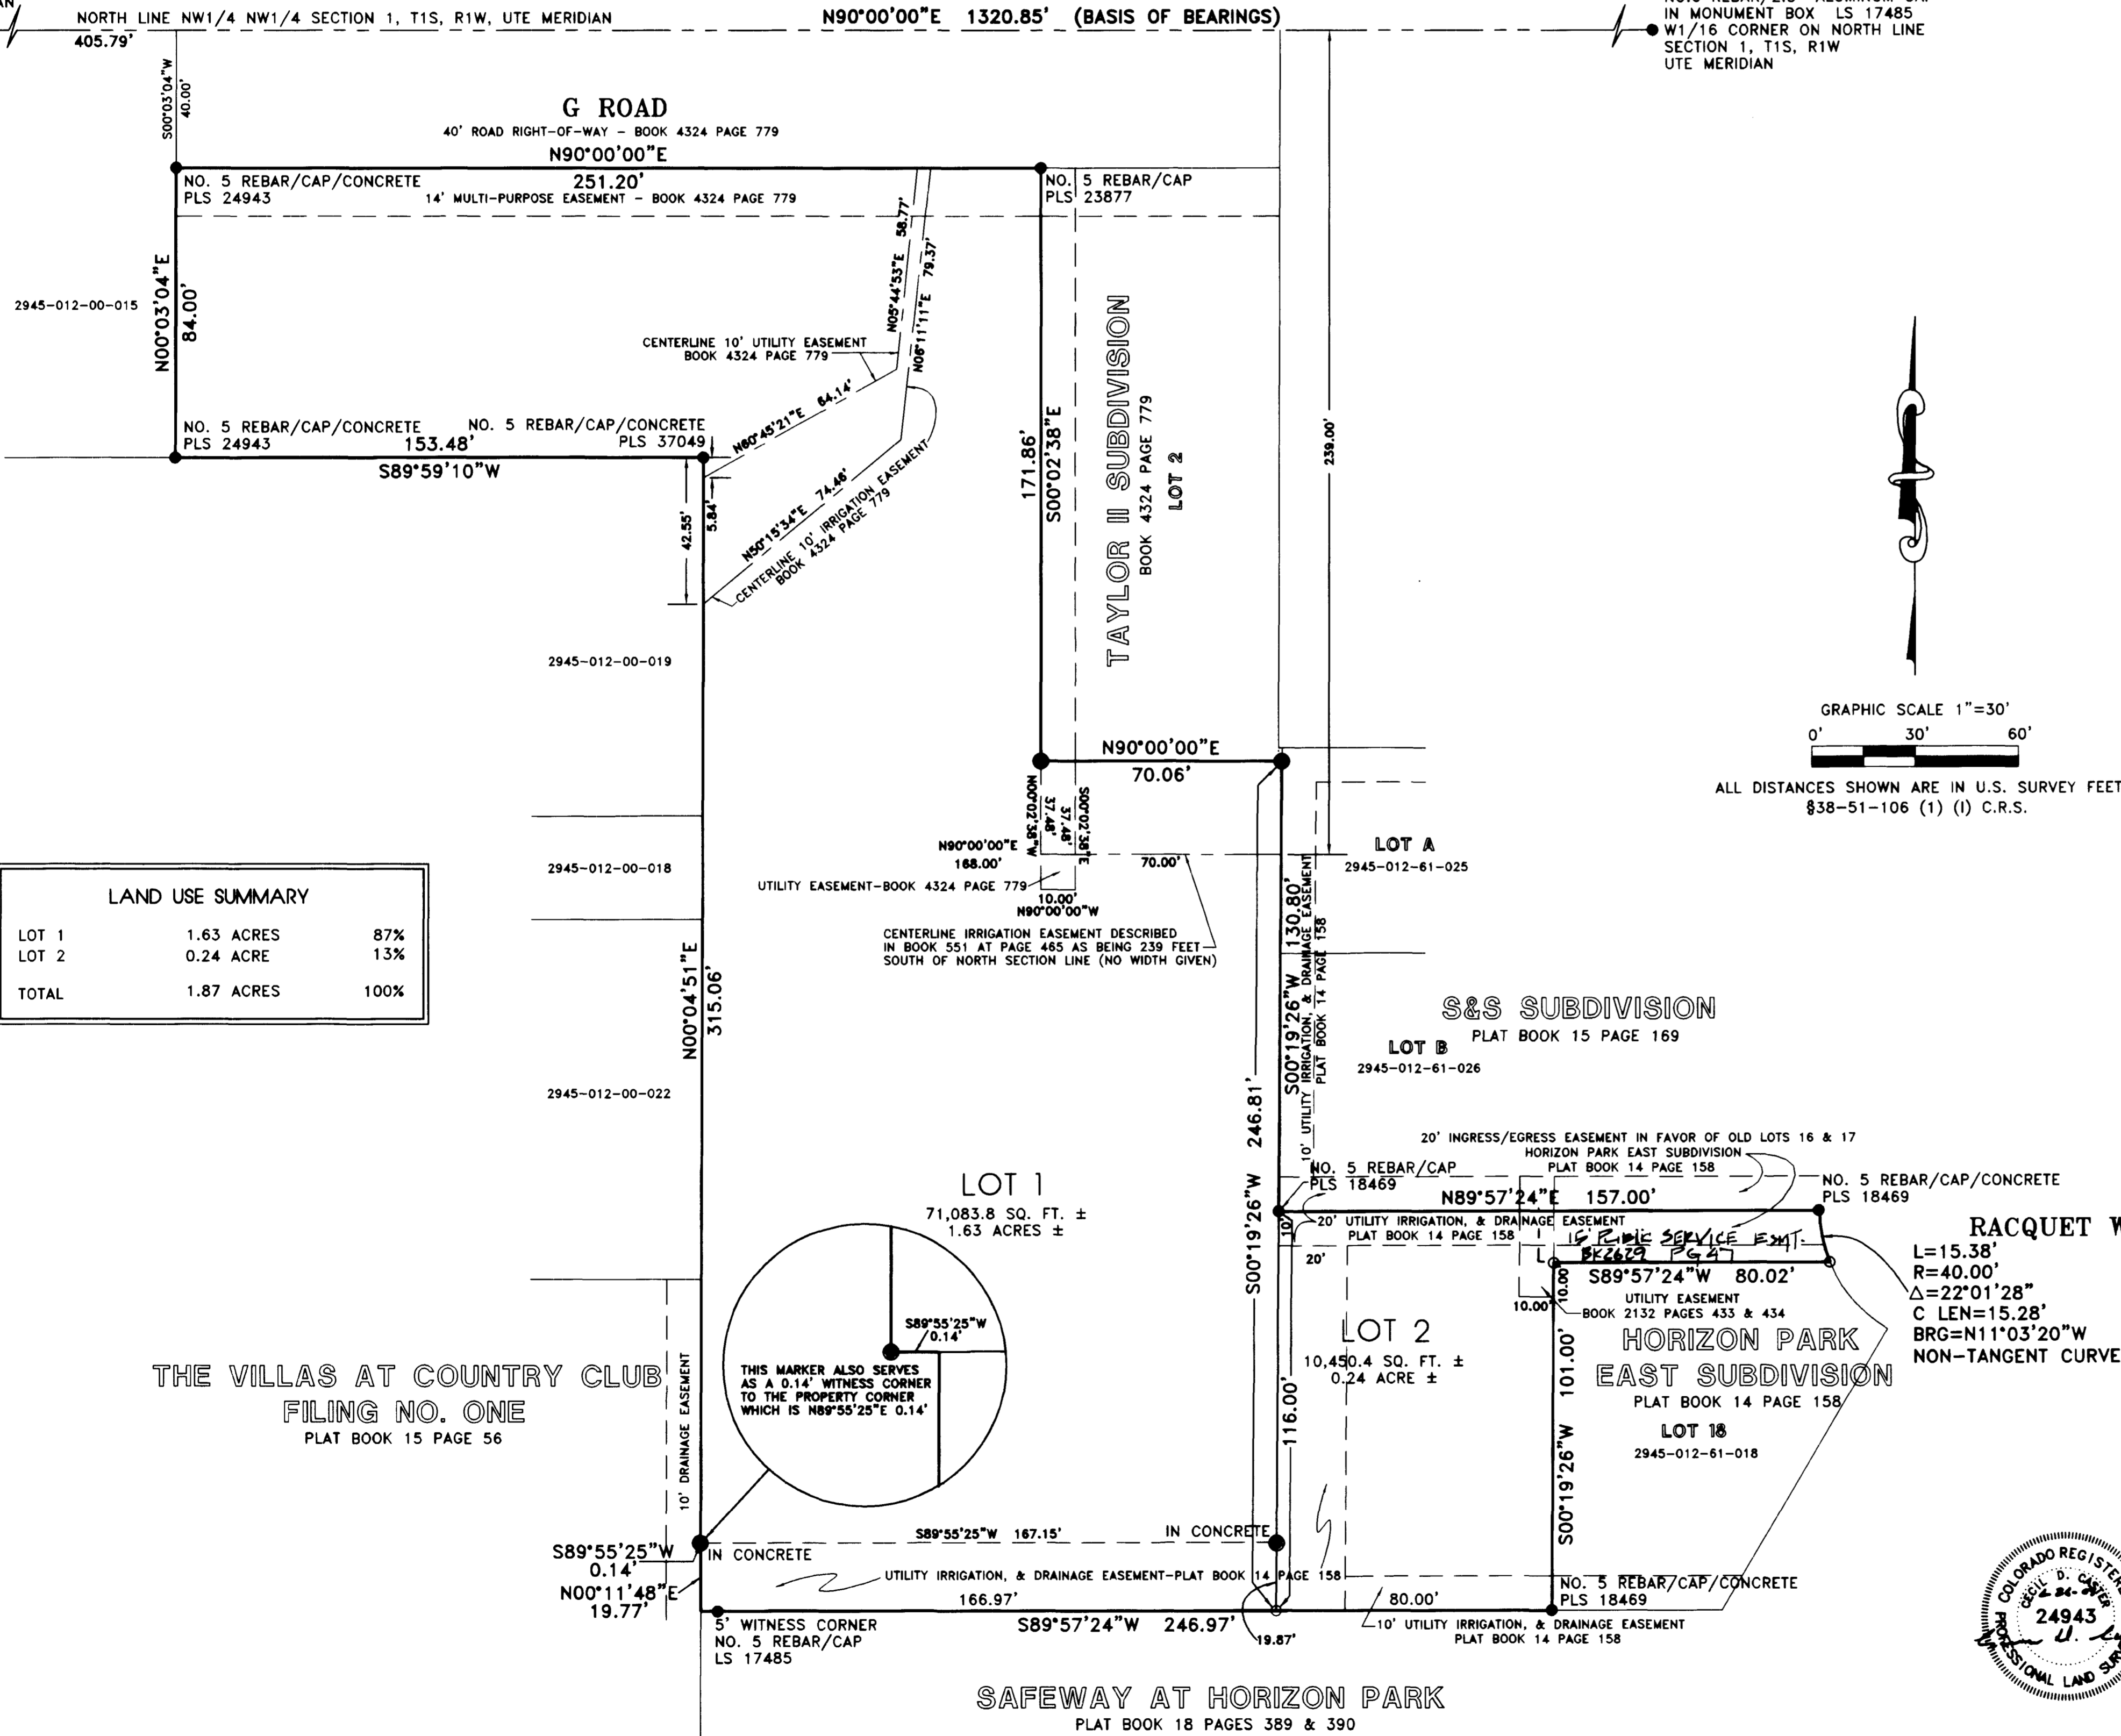 NORTH LINE NW1/4 NW1/4 SECTION 1, T1S, R1W, UTE MERIDIAN
N90°00'00"E 1320.85' (BASIS OF BEARINGS)
405.79'
IN MONUMENT BOX LS 17485
W1/16 CORNER ON NORTH LINE
SECTION 1, T1S, R1W
UTE MERIDIAN
S00°03'04"W
40.00'
G ROAD
40' ROAD RIGHT-OF-WAY - BOOK 4324 PAGE 779
N90°00'00"E
251.20'
NO. 5 REBAR/CAP/CONCRETE
PLS 24943
14' MULTI-PURPOSE EASEMENT - BOOK 4324 PAGE 779
NO. 5 REBAR/CAP
PLS 23877
2945-012-00-015
N00°03'04"E
84.00'
N05°44'53"E 58.77'
N06°11'11"E 79.37'
CENTERLINE 10' UTILITY EASEMENT
BOOK 4324 PAGE 779
N60°45'21"E 64.14'
NO. 5 REBAR/CAP/CONCRETE
PLS 24943
153.48'
NO. 5 REBAR/CAP/CONCRETE
PLS 37049
S89°59'10"W
42.55'
5.84'
N50°15'34"E 74.46'
CENTERLINE 10' IRRIGATION EASEMENT
BOOK 4324 PAGE 779
171.86'
S00°02'38"E
TAYLOR II SUBDIVISION
BOOK 4324 PAGE 779
LOT 2
239.00'
GRAPHIC SCALE 1"=30'
0' 30' 60'
ALL DISTANCES SHOWN ARE IN U.S. SURVEY FEET
§38-51-106 (1) (I) C.R.S.
2945-012-00-019
N90°00'00"E
70.06'
N00°02'38"W
37.48'
37.48'
S00°02'38"E
N90°00'00"E
168.00'
70.00'
UTILITY EASEMENT-BOOK 4324 PAGE 779
10.00'
N90°00'00"W
CENTERLINE IRRIGATION EASEMENT DESCRIBED
IN BOOK 551 AT PAGE 465 AS BEING 239 FEET
SOUTH OF NORTH SECTION LINE (NO WIDTH GIVEN)
LOT A
2945-012-61-025
2945-012-00-018
LAND USE SUMMARY
LOT 1 1.63 ACRES 87%
LOT 2 0.24 ACRE 13%
TOTAL 1.87 ACRES 100%
N00°04'51"E
315.06'
S00°19'26"W 130.80'
10' UTILITY IRRIGATION, & DRAINAGE EASEMENT
PLAT BOOK 14 PAGE 158
S&S SUBDIVISION
PLAT BOOK 15 PAGE 169
LOT B
2945-012-61-026
2945-012-00-022
S00°19'26"W 246.81'
20' INGRESS/EGRESS EASEMENT IN FAVOR OF OLD LOTS 16 & 17
HORIZON PARK EAST SUBDIVISION
PLAT BOOK 14 PAGE 158
NO. 5 REBAR/CAP
PLS 18469
NO. 5 REBAR/CAP/CONCRETE
PLS 18469
N89°57'24"E 157.00'
LOT 1
71,083.8 SQ. FT. ±
1.63 ACRES ±
10'
20' UTILITY IRRIGATION, & DRAINAGE EASEMENT
PLAT BOOK 14 PAGE 158
20'
15' PUBLIC SERVICE ESMT.
BK2629 PG 47
S89°57'24"W 80.02'
10.00'
10.00'
UTILITY EASEMENT
BOOK 2132 PAGES 433 & 434
RACQUET W
L=15.38'
R=40.00'
Δ=22°01'28"
C LEN=15.28'
BRG=N11°03'20"W
NON-TANGENT CURVE
S89°55'25"W
0.14'
THIS MARKER ALSO SERVES
AS A 0.14' WITNESS CORNER
TO THE PROPERTY CORNER
WHICH IS N89°55'25"E 0.14'
LOT 2
10,450.4 SQ. FT. ±
0.24 ACRE ±
HORIZON PARK
EAST SUBDIVISION
PLAT BOOK 14 PAGE 158
LOT 18
2945-012-61-018
THE VILLAS AT COUNTRY CLUB
FILING NO. ONE
PLAT BOOK 15 PAGE 56
10' DRAINAGE EASEMENT
116.00'
S00°19'26"W 101.00'
S89°55'25"W 167.15'
IN CONCRETE
IN CONCRETE
S89°55'25"W
0.14'
N00°11'48"E
19.77'
UTILITY IRRIGATION, & DRAINAGE EASEMENT-PLAT BOOK 14 PAGE 158
166.97'
80.00'
NO. 5 REBAR/CAP/CONCRETE
PLS 18469
5' WITNESS CORNER
NO. 5 REBAR/CAP
LS 17485
S89°57'24"W 246.97'
19.87'
10' UTILITY IRRIGATION, & DRAINAGE EASEMENT
PLAT BOOK 14 PAGE 158
COLORADO REGISTERE
CECIL D. CASTER
24943
PROFESSIONAL LAND SURV
SAFEWAY AT HORIZON PARK
PLAT BOOK 18 PAGES 389 & 390